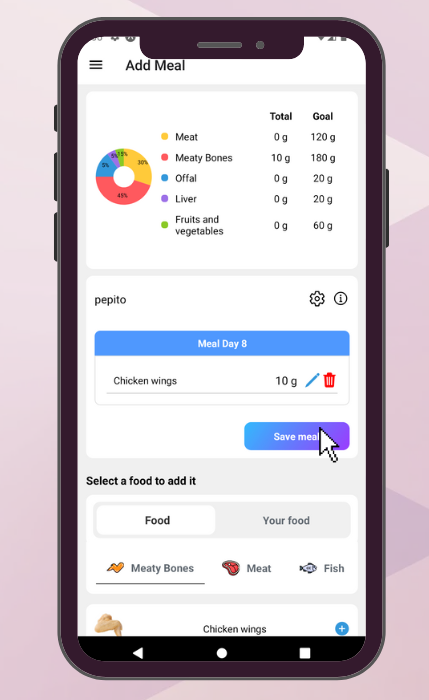 Add Meal
Total Goal
Meat 0 g 120 g
Meaty Bones 10 g 180 g
Offal 0 g 20 g
Liver 0 g 20 g
Fruits and
vegetables 0 g 60 g
15%
30%
5%
45%
pepito
Meal Day 8
Chicken wings 10 g
Save meal
Select a food to add it
Food Your food
Meaty Bones Meat Fish
Chicken wings